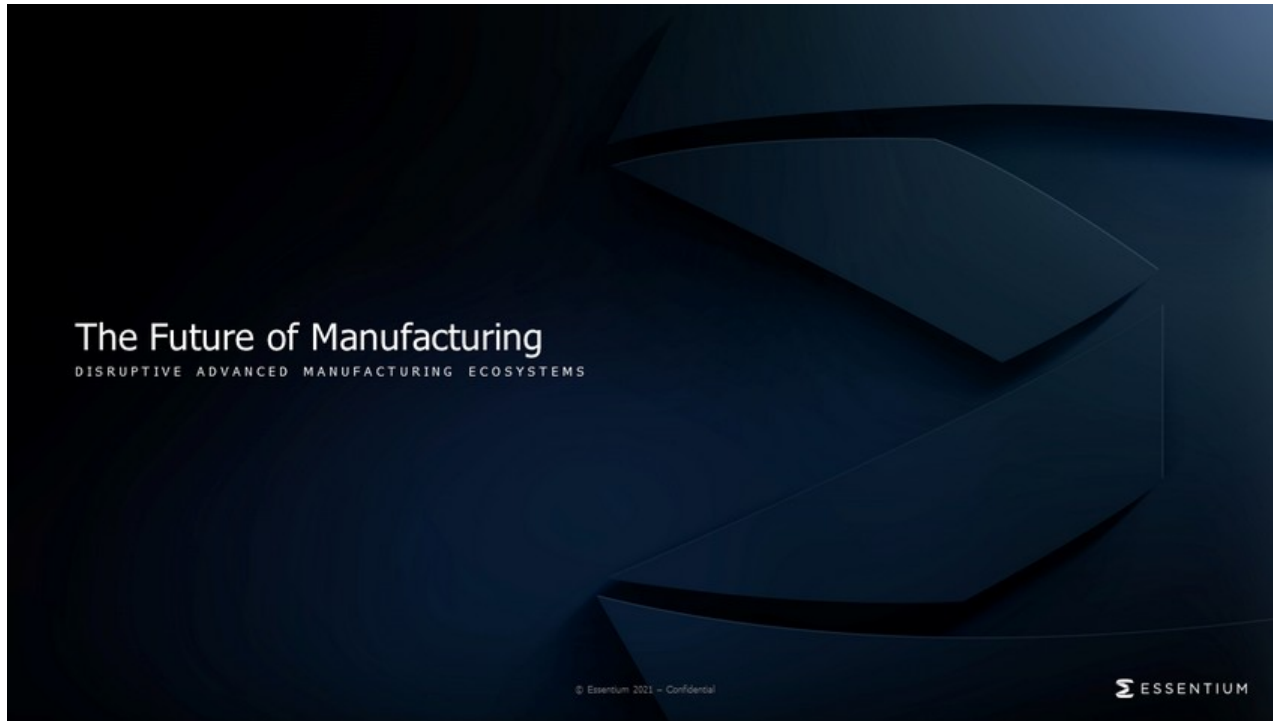 The Future of Manufacturing
DISRUPTIVE ADVANCED MANUFACTURING ECOSYSTEMS
© Essentium 2021 – Confidential
ESSENTIUM